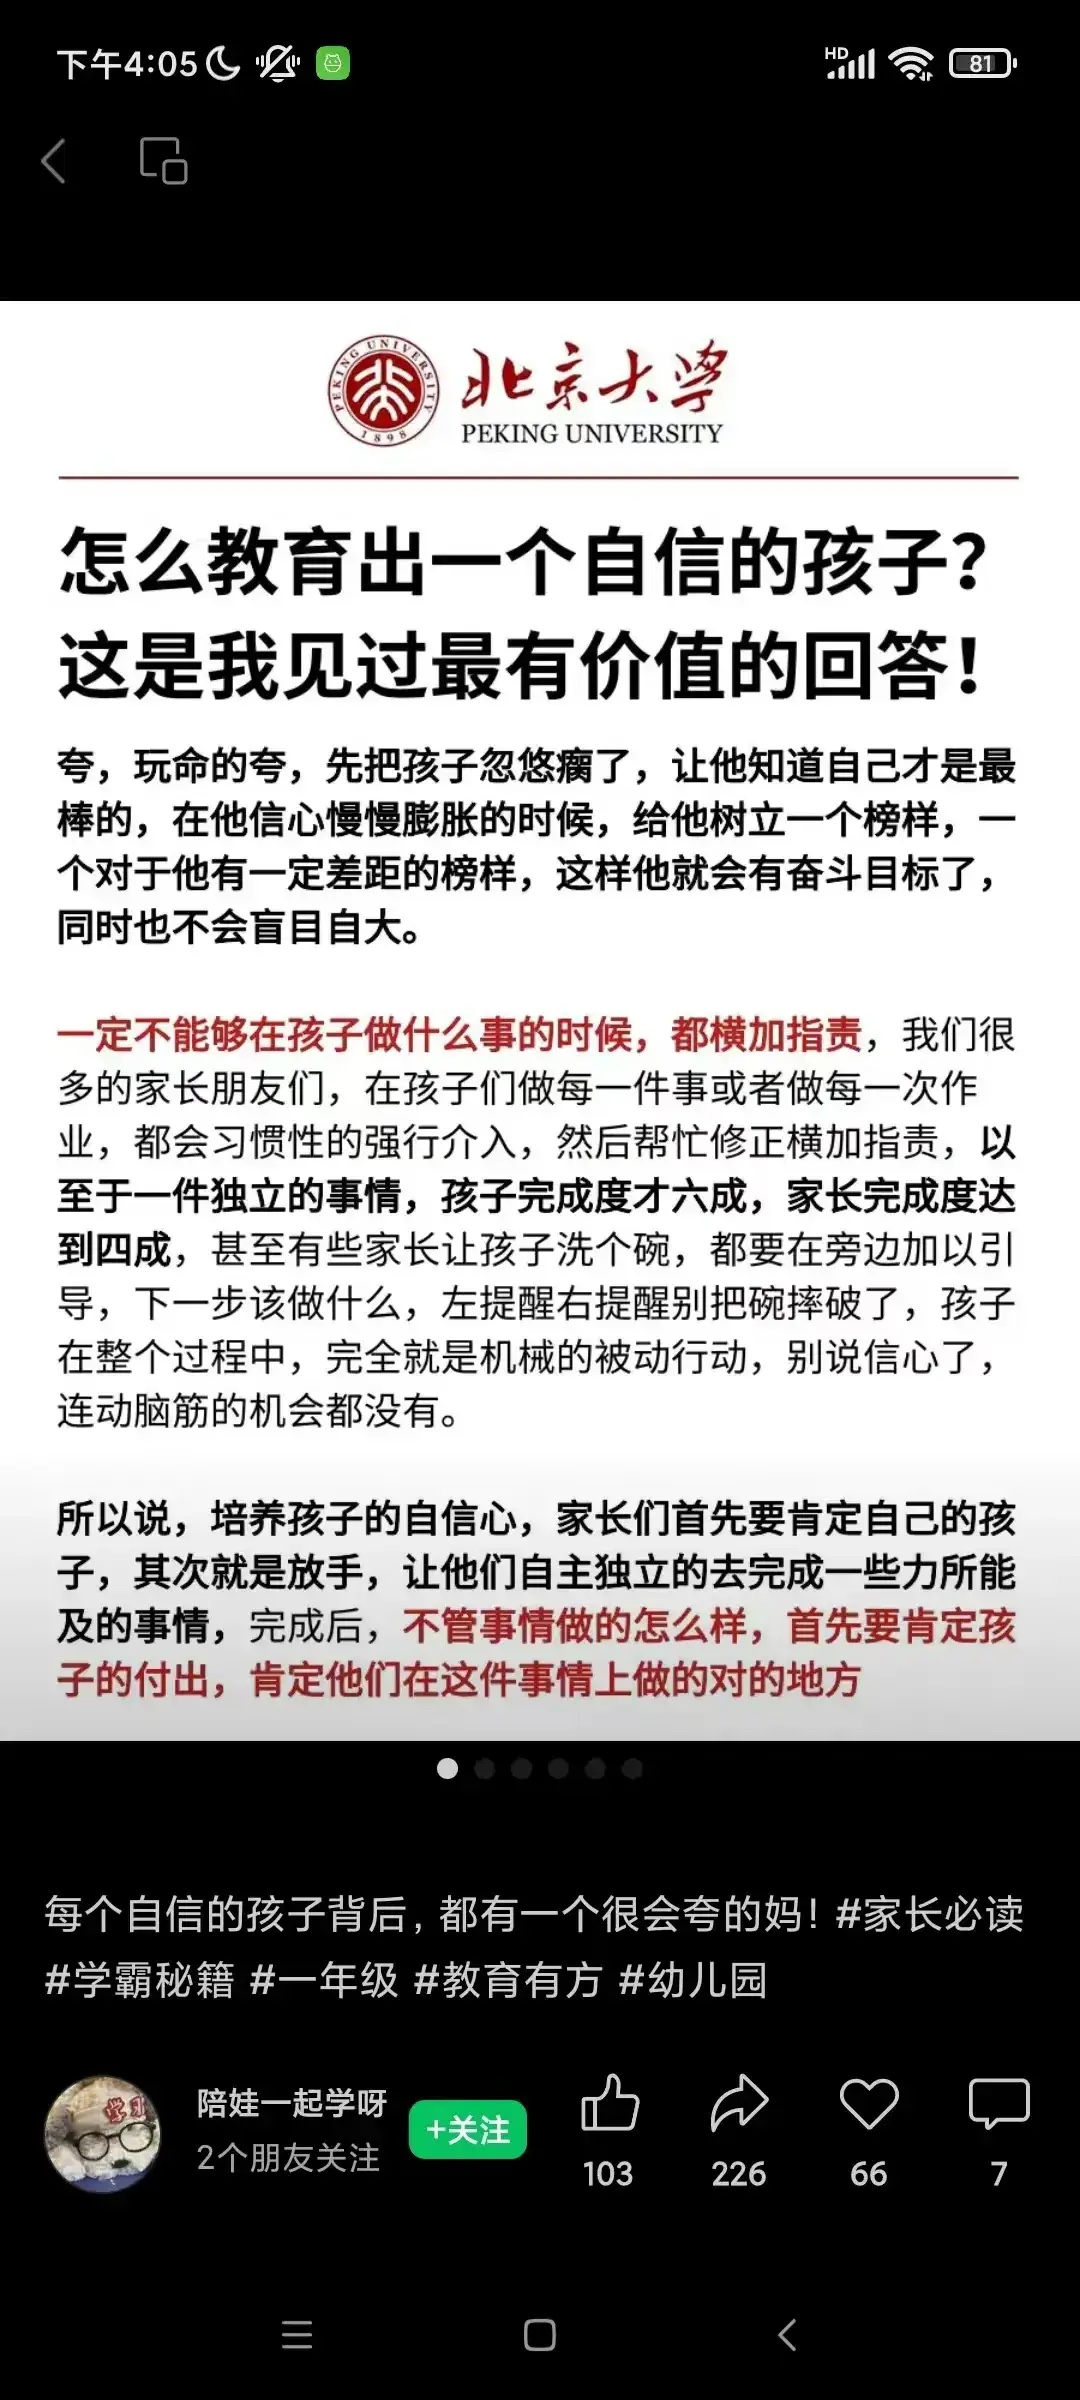 下午4:05
HD
81
PEKING UNIVERSITY
1898
北京大学
PEKING UNIVERSITY
怎么教育出一个自信的孩子？
这是我见过最有价值的回答！
夸，玩命的夸，先把孩子忽悠瘸了，让他知道自己才是最
棒的，在他信心慢慢膨胀的时候，给他树立一个榜样，一
个对于他有一定差距的榜样，这样他就会有奋斗目标了，
同时也不会盲目自大。
一定不能够在孩子做什么事的时候，都横加指责，我们很
多的家长朋友们，在孩子们做每一件事或者做每一次作
业，都会习惯性的强行介入，然后帮忙修正横加指责，以
至于一件独立的事情，孩子完成度才六成，家长完成度达
到四成，甚至有些家长让孩子洗个碗，都要在旁边加以引
导，下一步该做什么，左提醒右提醒别把碗摔破了，孩子
在整个过程中，完全就是机械的被动行动，别说信心了，
连动脑筋的机会都没有。
所以说，培养孩子的自信心，家长们首先要肯定自己的孩
子，其次就是放手，让他们自主独立的去完成一些力所能
及的事情，完成后，不管事情做的怎么样，首先要肯定孩
子的付出，肯定他们在这件事情上做的对的地方
每个自信的孩子背后，都有一个很会夸的妈！#家长必读
#学霸秘籍 #一年级 #教育有方 #幼儿园
学习
陪娃一起学呀
2个朋友关注
+关注
103
226
66
7